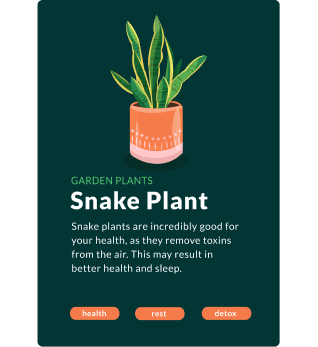 GARDEN PLANTS
Snake Plant
Snake plants are incredibly good for
your health, as they remove toxins
from the air. This may result in
better health and sleep.
health
rest
detox